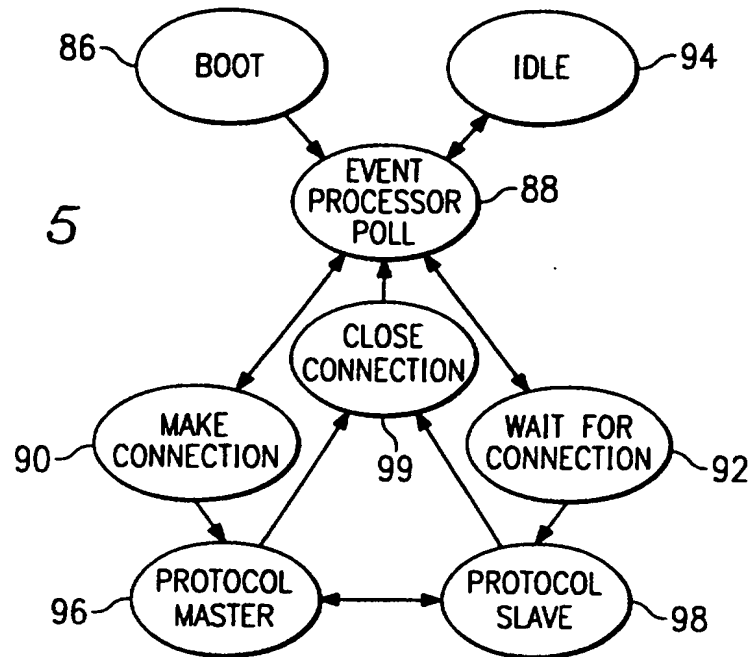 86
BOOT
IDLE
94
EVENT
PROCESSOR
POLL
88
5
CLOSE
CONNECTION
99
MAKE
CONNECTION
90
WAIT FOR
CONNECTION
92
PROTOCOL
MASTER
96
PROTOCOL
SLAVE
98